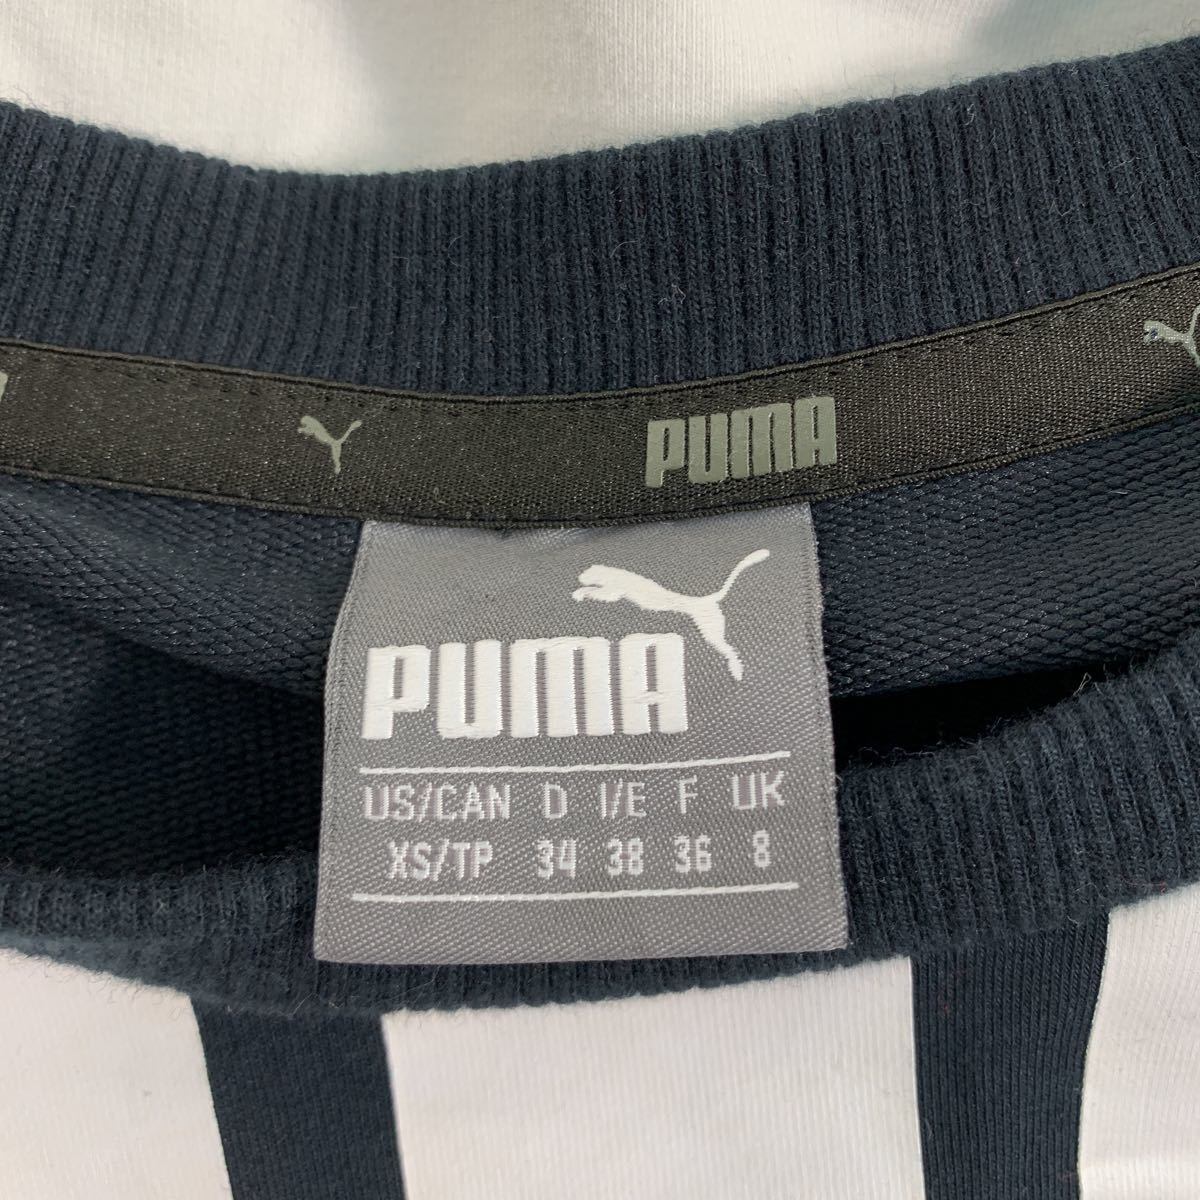 PUMA
PUMA
US/CAN D I/E F UK
XS/TP 34 38 36 8